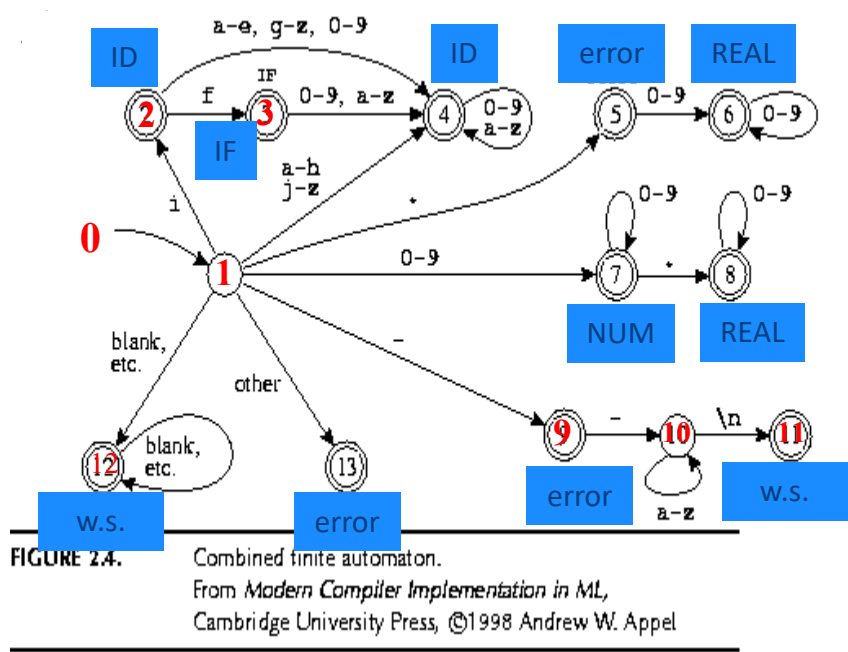 a-e, g-z, 0-9
ID
ID
error
REAL
IF
2
f
3
0-9, a-z
4
0-9
a-z
5
0-9
6
0-9
IF
a-h
j-z
i
.
0-9
0-9
0
1
0-9
7
.
8
NUM
REAL
blank,
etc.
other
-
-
\n
9
10
11
12
blank,
etc.
13
a-z
w.s.
error
error
w.s.
FIGURE 2.4. Combined finite automaton.
From Modern Compiler Implementation in ML,
Cambridge University Press, ©1998 Andrew W. Appel